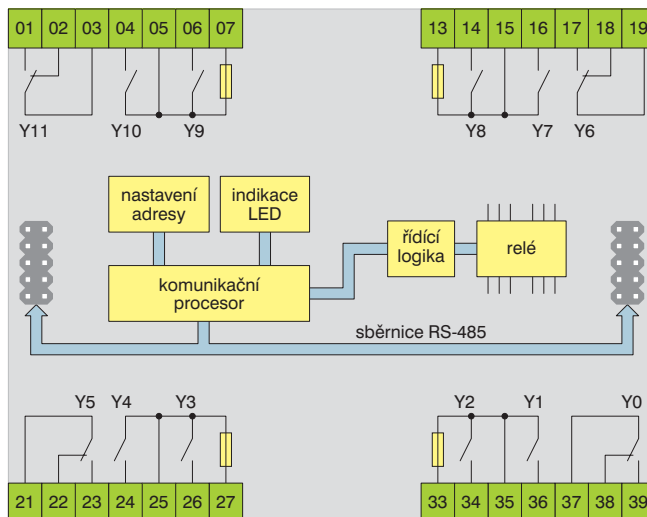 01 02 03 04 05 06 07
13 14 15 16 17 18 19
Y11 Y10 Y9
Y8 Y7 Y6
nastavení
adresy
indikace
LED
řídící
logika
relé
komunikační
procesor
sběrnice RS-485
Y5 Y4 Y3
Y2 Y1 Y0
21 22 23 24 25 26 27
33 34 35 36 37 38 39